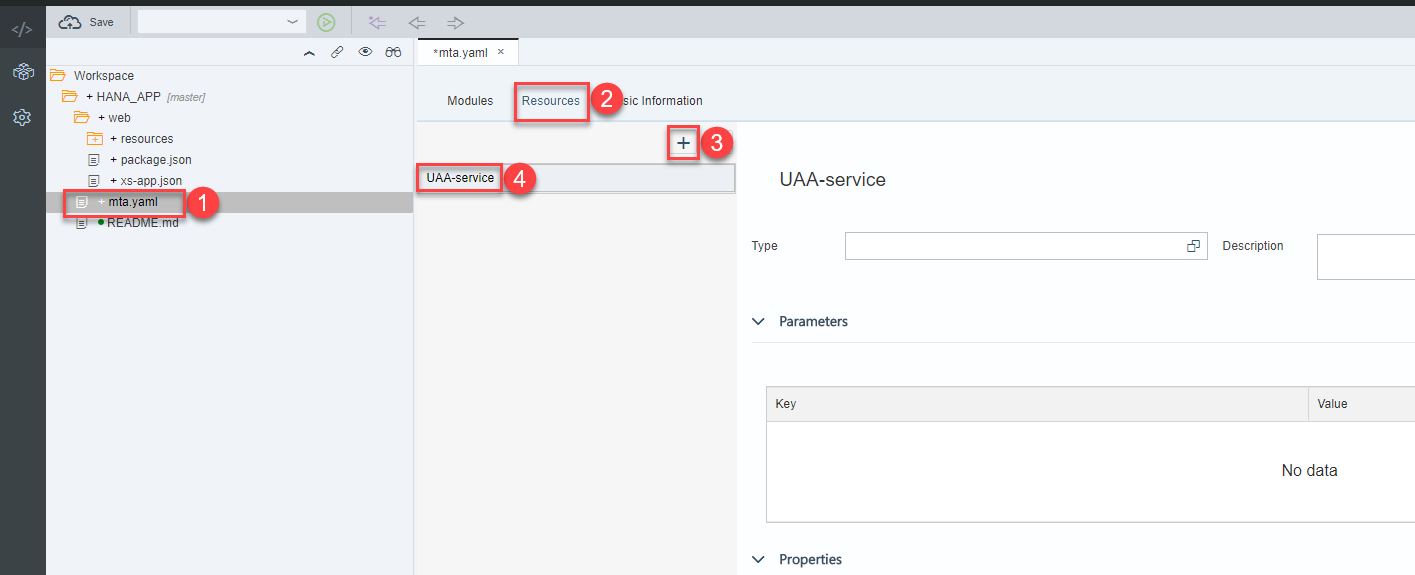 Save
*mta.yaml ×
Workspace
+ HANA_APP [master]
+ web
+ resources
+ package.json
+ xs-app.json
+ mta.yaml
1
README.md
Modules
Resources
2
sic Information
+
3
UAA-service
4
UAA-service
Type
Description
Parameters
Key
Value
No data
Properties